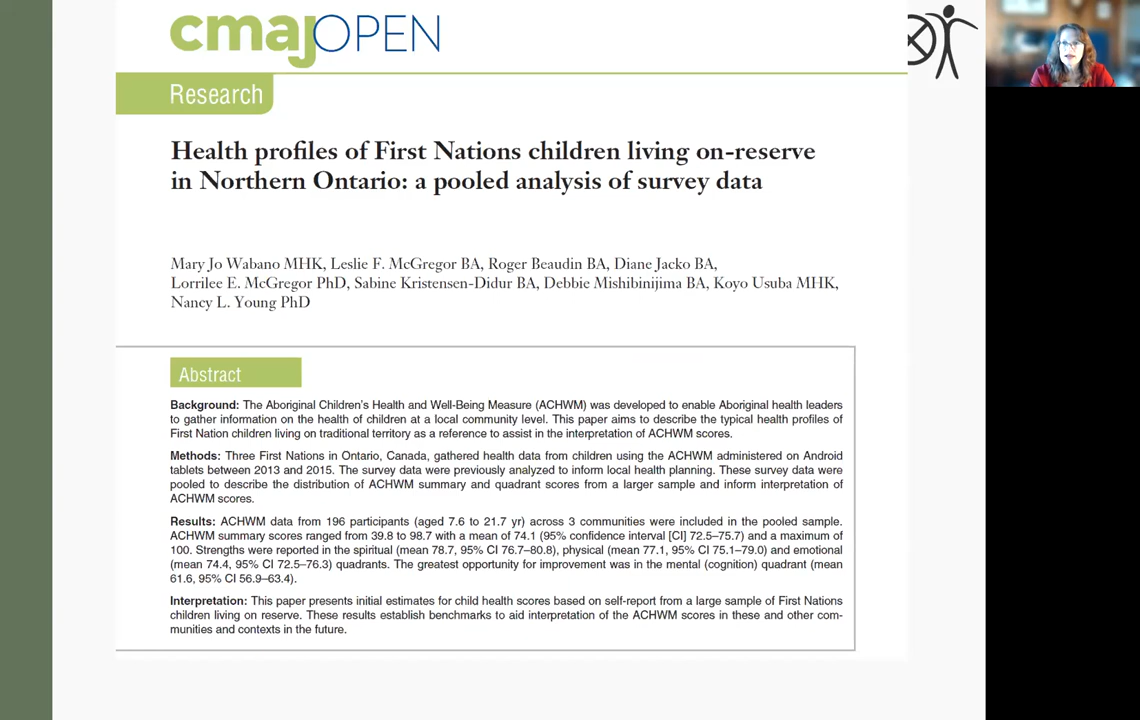 cmajOPEN
Research
Health profiles of First Nations children living on-reserve
in Northern Ontario: a pooled analysis of survey data
Mary Jo Wabano MHK, Leslie F. McGregor BA, Roger Beaudin BA, Diane Jacko BA,
Lorrilee E. McGregor PhD, Sabine Kristensen-Didur BA, Debbie Mishibinijima BA, Koyo Usuba MHK,
Nancy L. Young PhD
Abstract
Background: The Aboriginal Children's Health and Well-Being Measure (ACHWM) was developed to enable Aboriginal health leaders
to gather information on the health of children at a local community level. This paper aims to describe the typical health profiles of
First Nation children living on traditional territory as a reference to assist in the interpretation of ACHWM scores.
Methods: Three First Nations in Ontario, Canada, gathered health data from children using the ACHWM administered on Android
tablets between 2013 and 2015. The survey data were previously analyzed to inform local health planning. These survey data were
pooled to describe the distribution of ACHWM summary and quadrant scores from a larger sample and inform interpretation of
ACHWM scores.
Results: ACHWM data from 196 participants (aged 7.6 to 21.7 yr) across 3 communities were included in the pooled sample.
ACHWM summary scores ranged from 39.8 to 98.7 with a mean of 74.1 (95% confidence interval [CI] 72.5–75.7) and a maximum of
100. Strengths were reported in the spiritual (mean 78.7, 95% CI 76.7–80.8), physical (mean 77.1, 95% CI 75.1–79.0) and emotional
(mean 74.4, 95% CI 72.5–76.3) quadrants. The greatest opportunity for improvement was in the mental (cognition) quadrant (mean
61.6, 95% CI 56.9–63.4).
Interpretation: This paper presents initial estimates for child health scores based on self-report from a large sample of First Nations
children living on reserve. These results establish benchmarks to aid interpretation of the ACHWM scores in these and other com-
munities and contexts in the future.